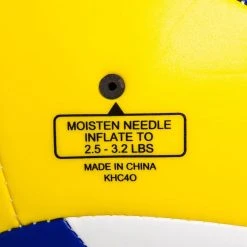 MOISTEN NEEDLE
INFLATE TO
2.5 - 3.2 LBS
MADE IN CHINA
KHC4O